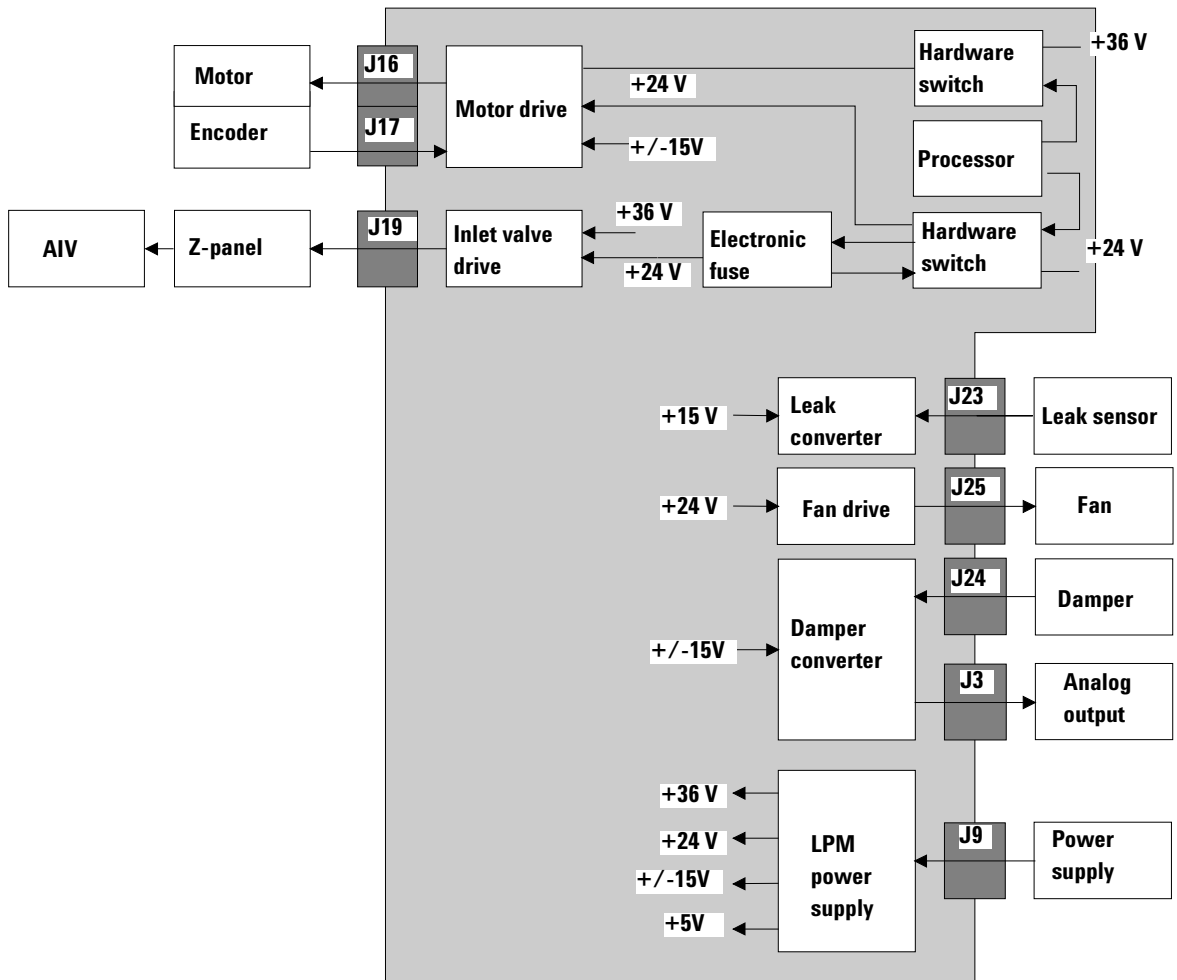 Motor
Encoder
J16
J17
Motor drive
+24 V
+/-15V
Hardware
switch
+36 V
Processor
AIV
Z-panel
J19
Inlet valve
drive
+36 V
+24 V
Electronic
fuse
Hardware
switch
+24 V
+15 V
Leak
converter
J23
Leak sensor
+24 V
Fan drive
J25
Fan
J24
Damper
+/-15V
Damper
converter
J3
Analog
output
+36 V
+24 V
+/-15V
+5V
LPM
power
supply
J9
Power
supply